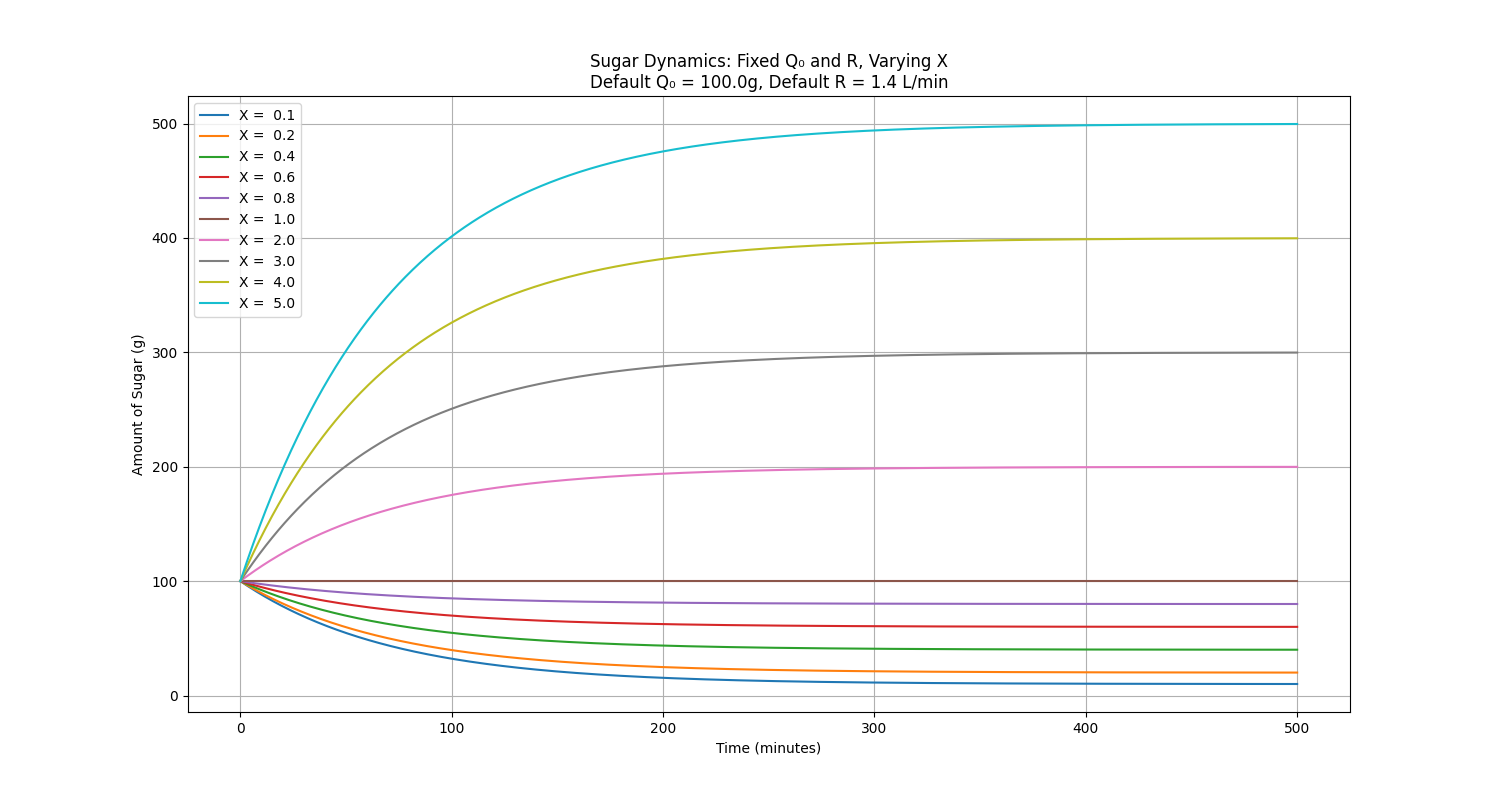 Sugar Dynamics: Fixed Q₀ and R, Varying X
Default Q₀ = 100.0g, Default R = 1.4 L/min
X =  0.1
X =  0.2
X =  0.4
X =  0.6
X =  0.8
X =  1.0
X =  2.0
X =  3.0
X =  4.0
X =  5.0
Amount of Sugar (g)
500
400
300
200
100
0
0 100 200 300 400 500
Time (minutes)